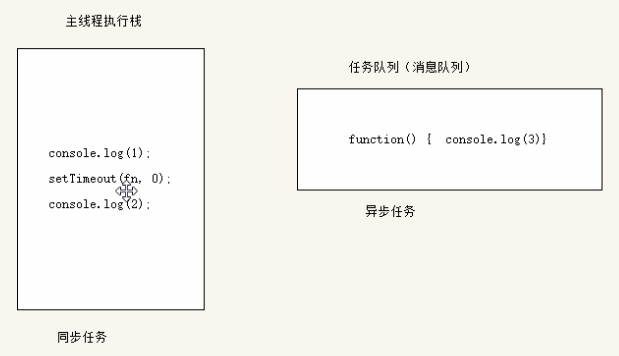 主线程执行栈
console.log(1);
setTimeout(fn, 0);
console.log(2);
同步任务
任务队列（消息队列）
function() { console.log(3)}
异步任务